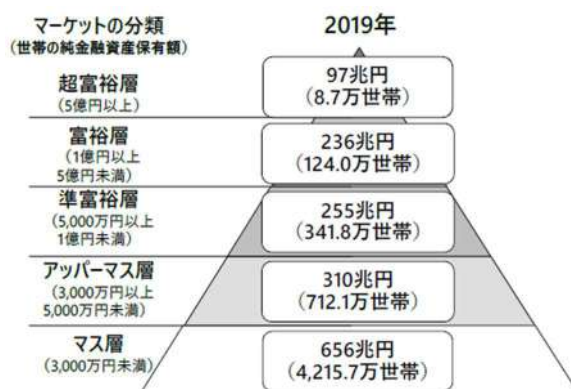 マーケットの分類
(世帯の純金融資産保有額)
2019年
超富裕層
(5億円以上)
97兆円
(8.7万世帯)
富裕層
(1億円以上
5億円未満)
236兆円
(124.0万世帯)
準富裕層
(5,000万円以上
1億円未満)
255兆円
(341.8万世帯)
アッパーマス層
(3,000万円以上
5,000万円未満)
310兆円
(712.1万世帯)
マス層
(3,000万円未満)
656兆円
(4,215.7万世帯)